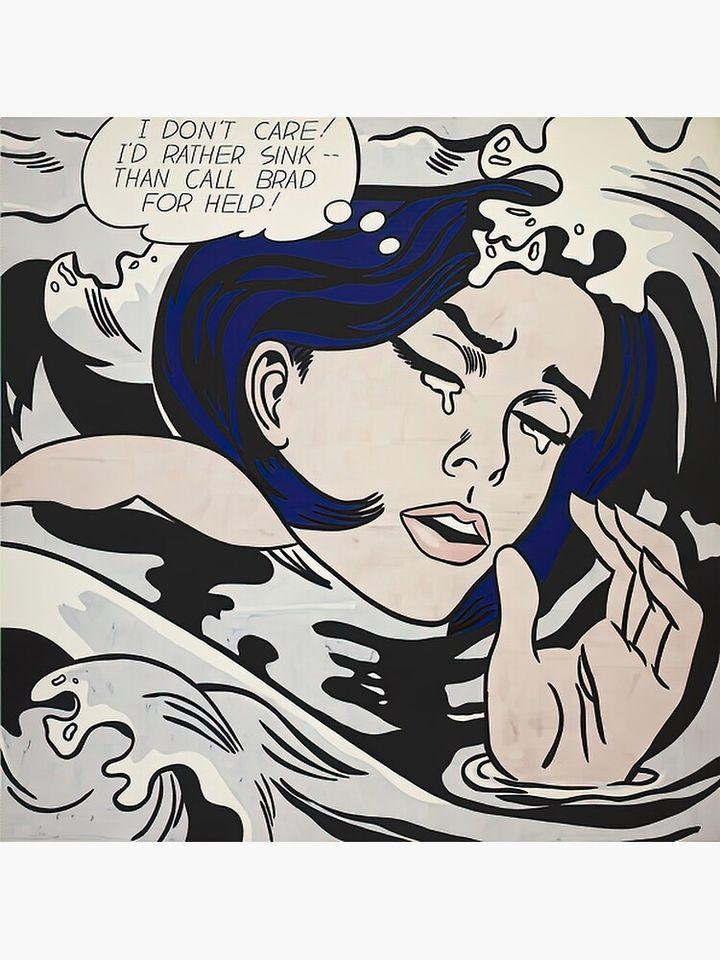 I DON'T CARE!
I'D RATHER SINK --
THAN CALL BRAD
FOR HELP!